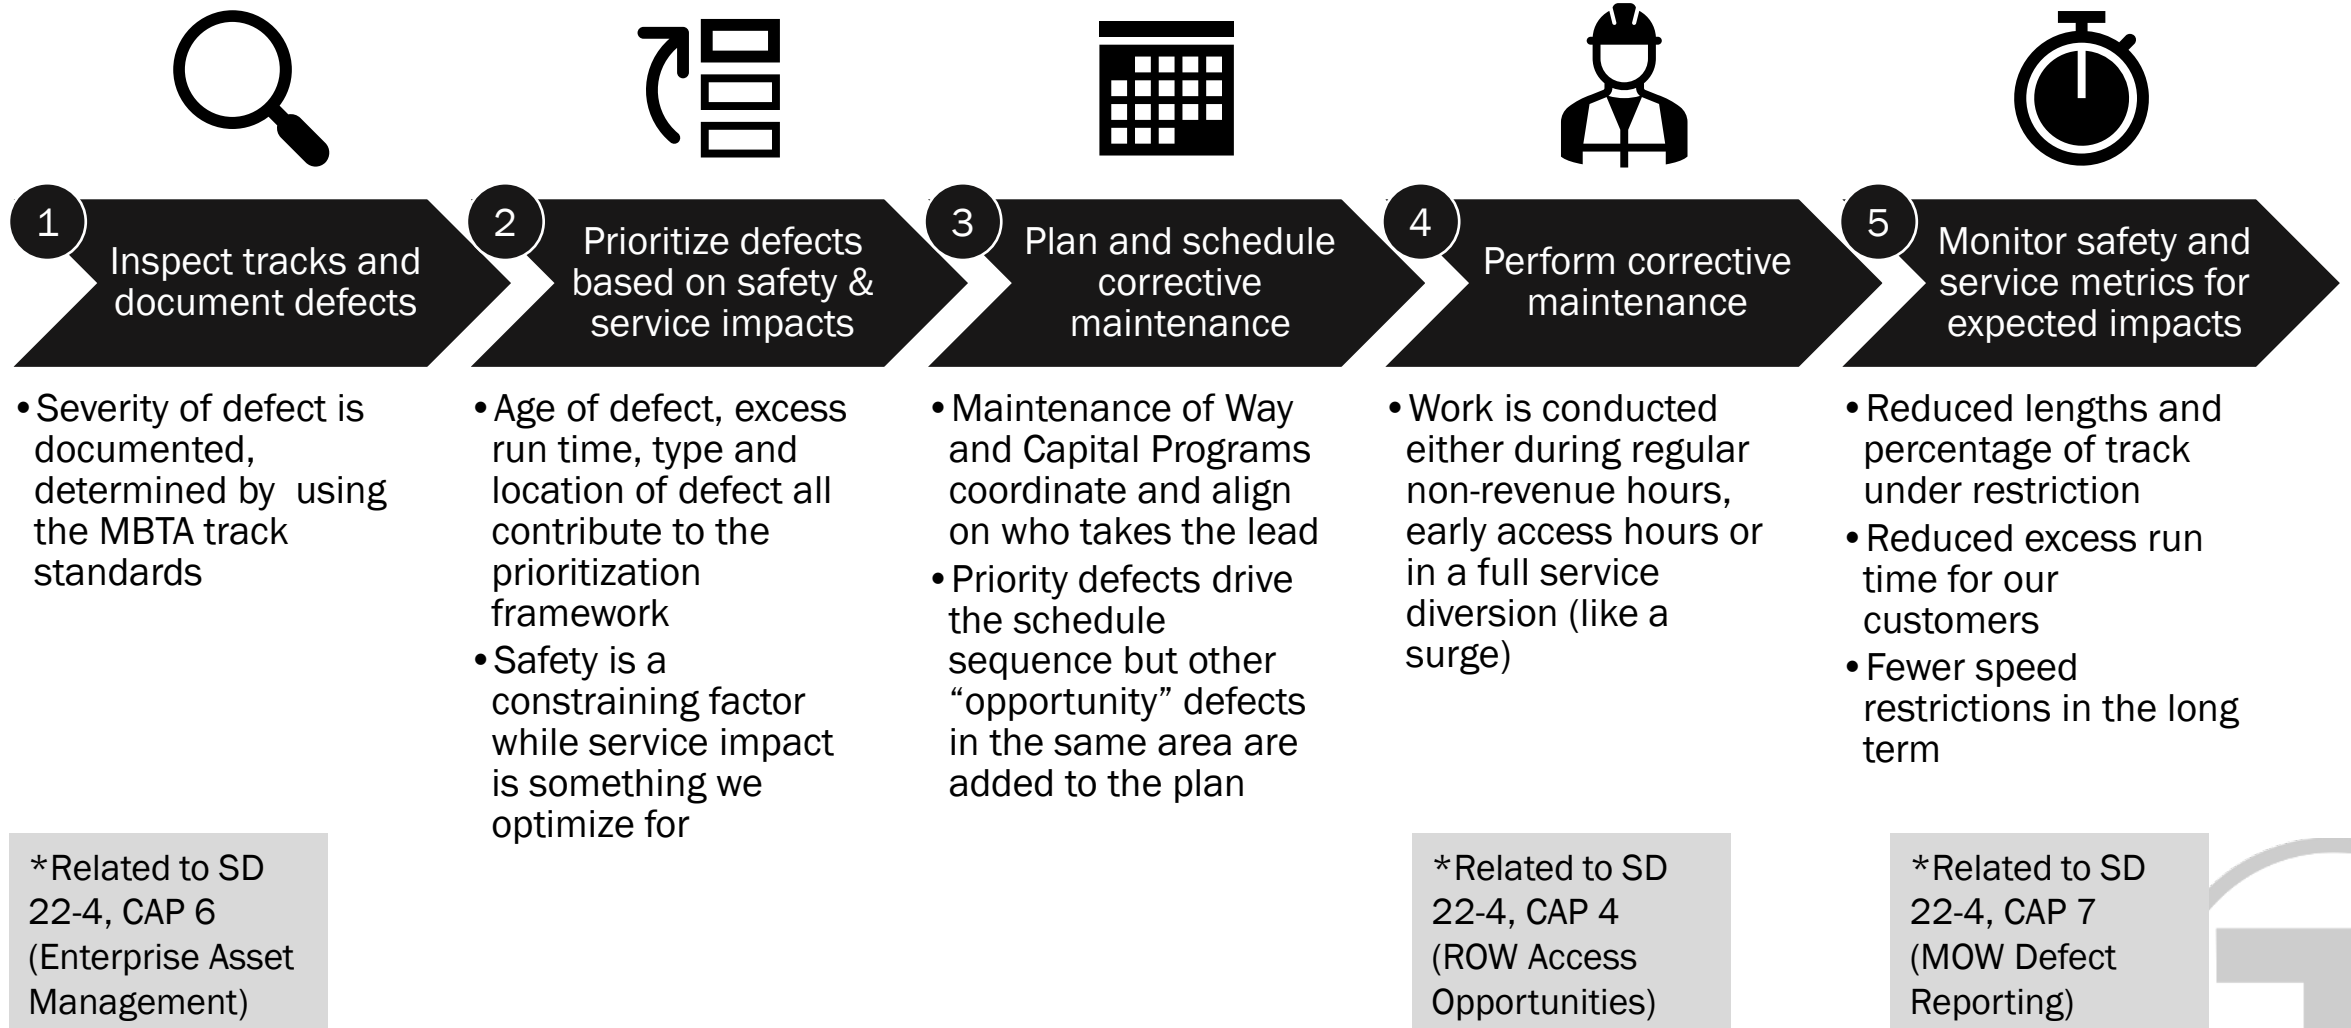 1
Inspect tracks and
document defects
•Severity of defect is
documented,
determined by  using
the MBTA track
standards
*Related to SD
22-4, CAP 6
(Enterprise Asset
Management)
2
Prioritize defects
based on safety &
service impacts
•Age of defect, excess
run time, type and
location of defect all
contribute to the
prioritization
framework
•Safety is a
constraining factor
while service impact
is something we
optimize for
3
Plan and schedule
corrective
maintenance
•Maintenance of Way
and Capital Programs
coordinate and align
on who takes the lead
•Priority defects drive
the schedule
sequence but other
“opportunity” defects
in the same area are
added to the plan
4
Perform corrective
maintenance
•Work is conducted
either during regular
non-revenue hours,
early access hours or
in a full service
diversion (like a
surge)
*Related to SD
22-4, CAP 4
(ROW Access
Opportunities)
5
Monitor safety and
service metrics for
expected impacts
•Reduced lengths and
percentage of track
under restriction
•Reduced excess run
time for our
customers
•Fewer speed
restrictions in the long
term
*Related to SD
22-4, CAP 7
(MOW Defect
Reporting)